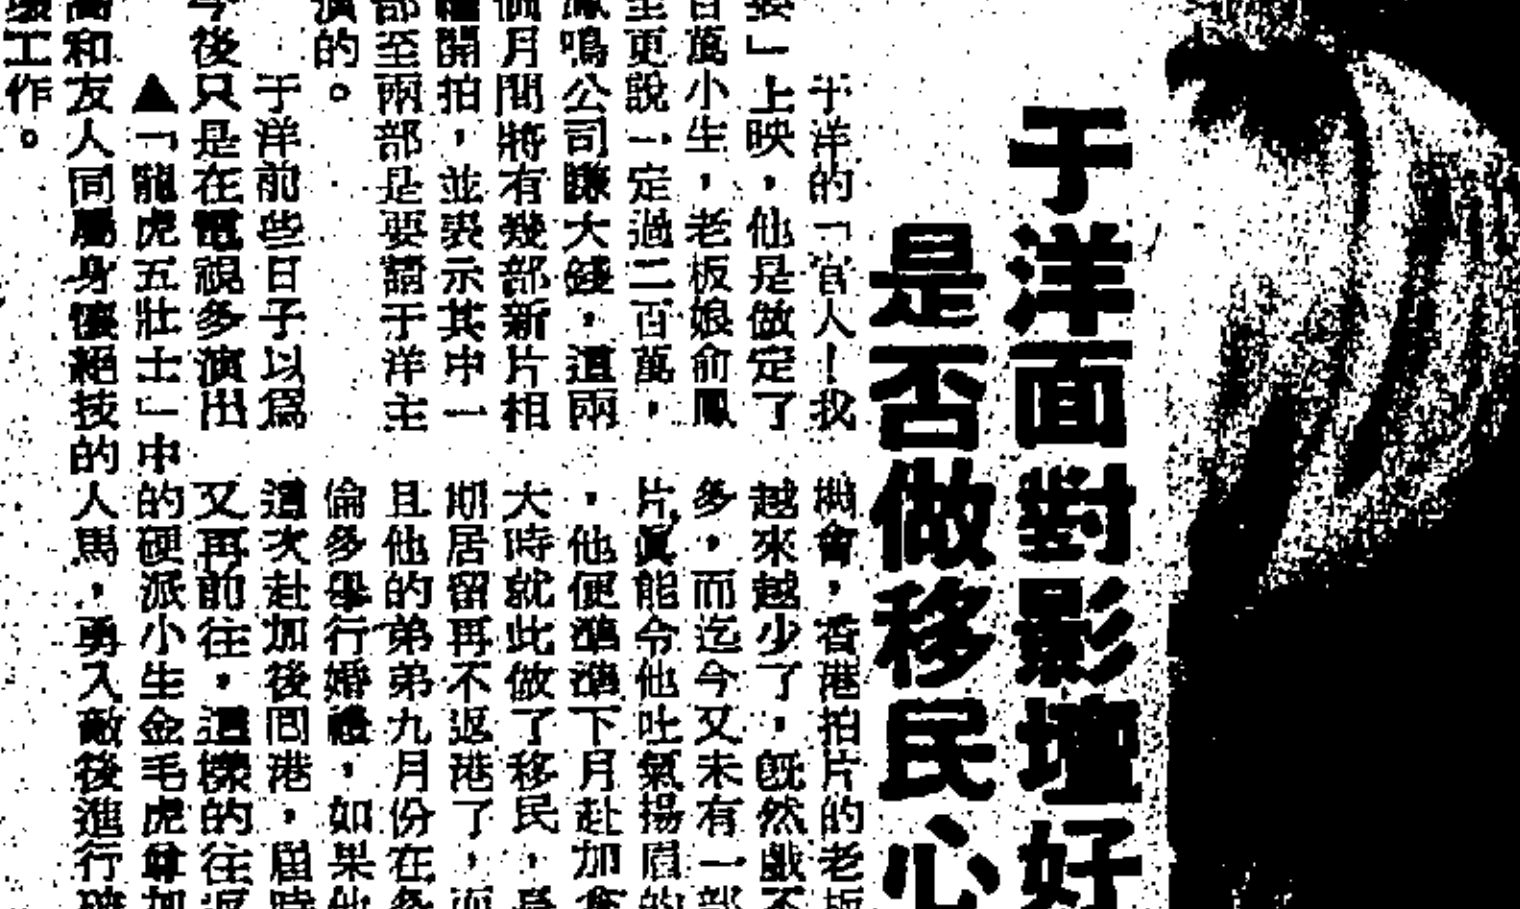 于洋面對影壇好
是否做移民心
于洋的「官人！我
要」上映，他是做定了
百萬小生，老板娘俞鳳
至更說一定過二百萬，
鳳鳴公司賺大錢，這兩
個月間將有幾部新片相
繼開拍，並表示其中一
部至兩部是要請于洋主
演的。
于洋前些日子以爲
今後只是在電視多演出
機會，香港拍片的老板
越來越少了，既然戲不
多，而迄今又未有一部
片眞能令他吐氣揚眉的
，他便準備下月赴加拿
大時就此做了移民，長
期居留再不返港了，而
且他的弟弟九月份在多
倫多舉行婚禮，如果他
這次赴加後回港，屆時
又再前往，這樣的往返
▲「龍虎五壯士」中的硬派小生金毛虎尊加
和友人同屬身懷絕技的人馬，勇入敵後進行破
壞工作。